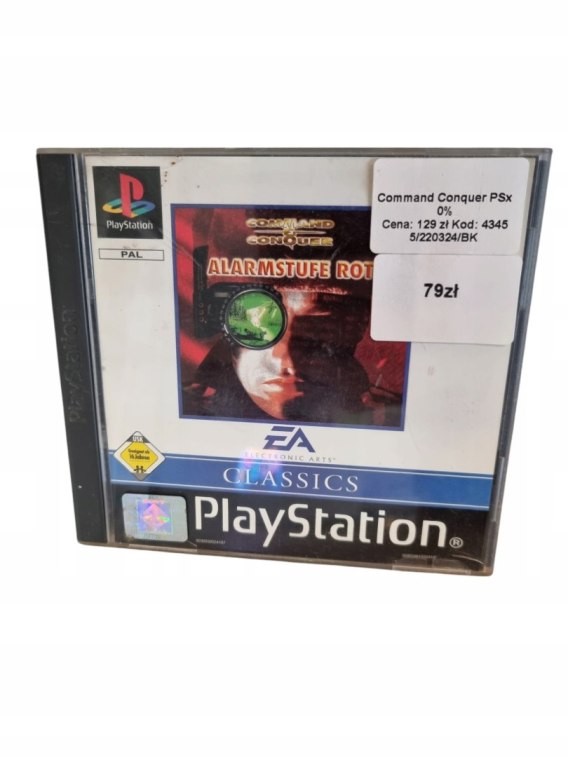 PlayStation
PAL
COMMAND
CONQUER
ALARMSTUFE ROT
Command Conquer PSx
0%
Cena: 129 zł Kod: 4345
5/220324/BK
79zł
EA
ELECTRONIC ARTS
CLASSICS
PlayStation®